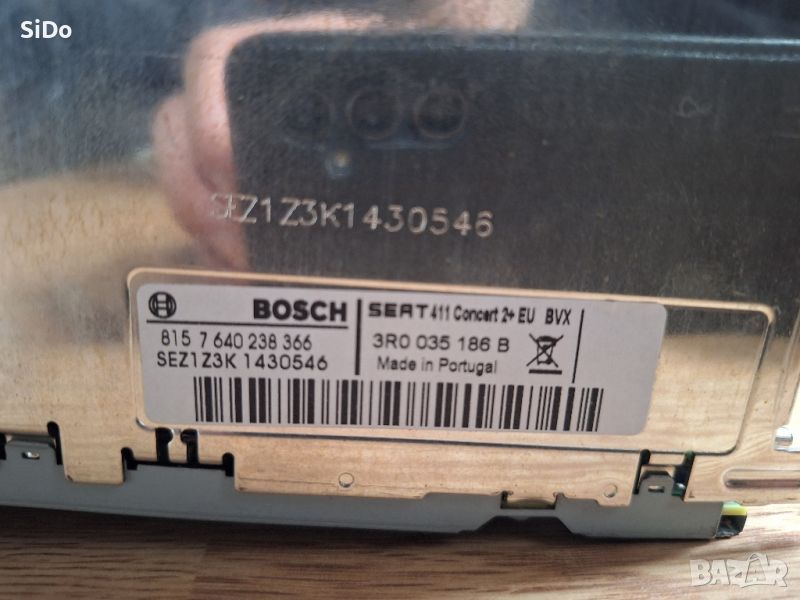 SiDo
SEZ1Z3K1430546
BOSCH
SEAT 411 Concert 2+ EU BVX
815 7 640 238 366
3R0 035 186 B
SEZ1Z3K 1430546
Made in Portugal
BAZAR